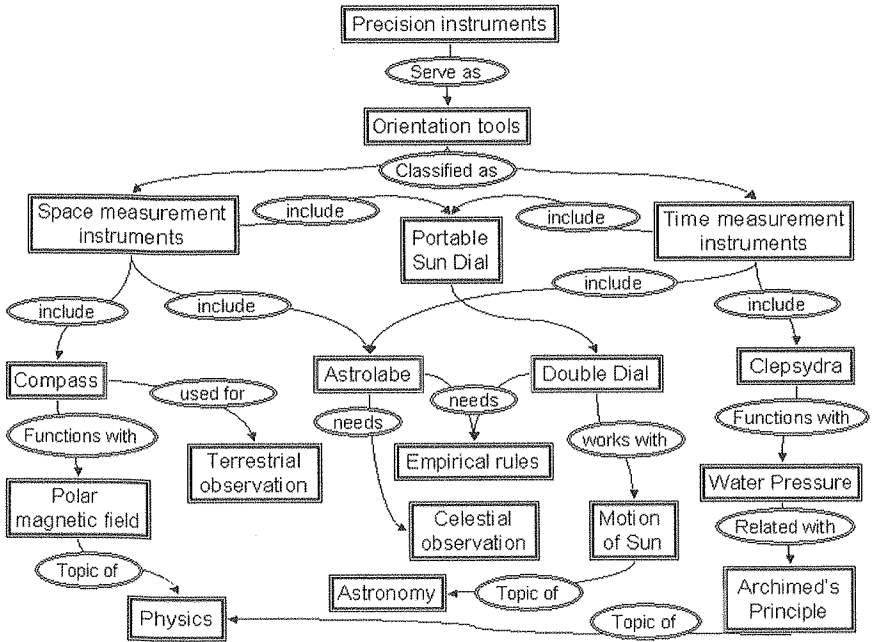 Precision instruments
Serve as
Orientation tools
Classified as
Space measurement
instruments
include
Portable
Sun Dial
include
Time measurement
instruments
include
include
include
include
Compass
used for
Astrolabe
needs
needs
Double Dial
Clepsydra
Functions with
Terrestrial
observation
Empirical rules
works with
Functions with
Polar
magnetic field
Celestial
observation
Motion
of Sun
Water Pressure
Related with
Topic of
Astronomy
Topic of
Archimed's
Principle
Physics
Topic of